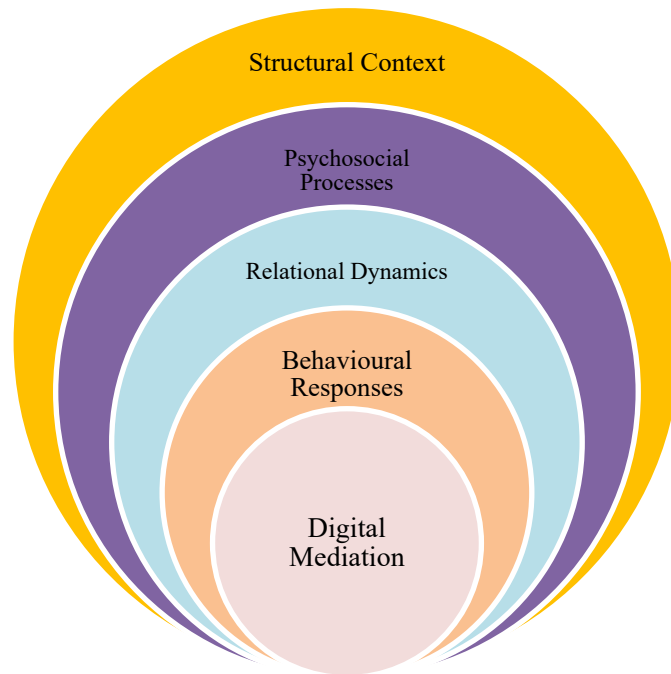 Structural Context
Psychosocial
Processes
Relational Dynamics
Behavioural
Responses
Digital
Mediation